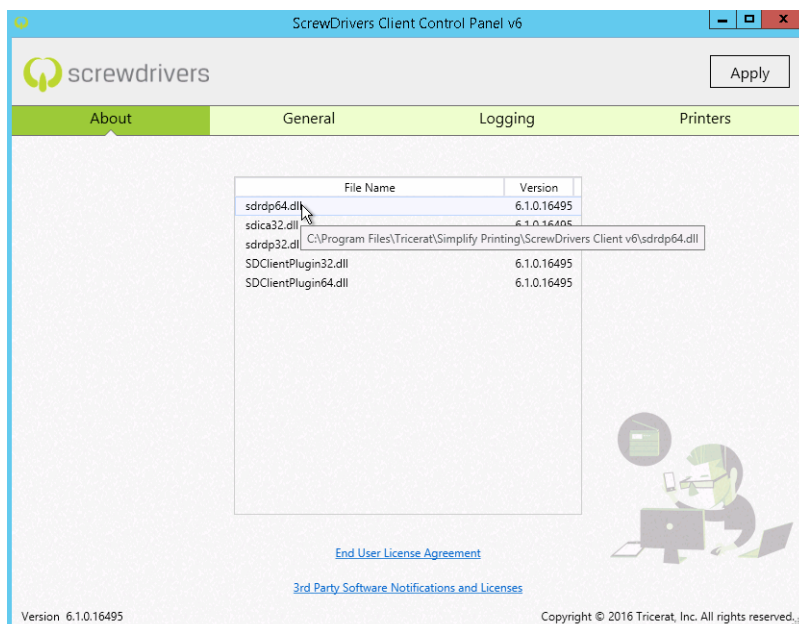 ScrewDrivers Client Control Panel v6
screwdrivers
Apply
About General Logging Printers
File Name Version
sdrdp64.dll 6.1.0.16495
sdica32.dll 6.1.0.16495
sdrdp32.dll
C:\Program Files\Tricerat\Simplify Printing\ScrewDrivers Client v6\sdrdp64.dll
SDClientPlugin32.dll 6.1.0.16495
SDClientPlugin64.dll 6.1.0.16495
End User License Agreement
3rd Party Software Notifications and Licenses
Version 6.1.0.16495 Copyright © 2016 Tricerat, Inc. All rights reserved.